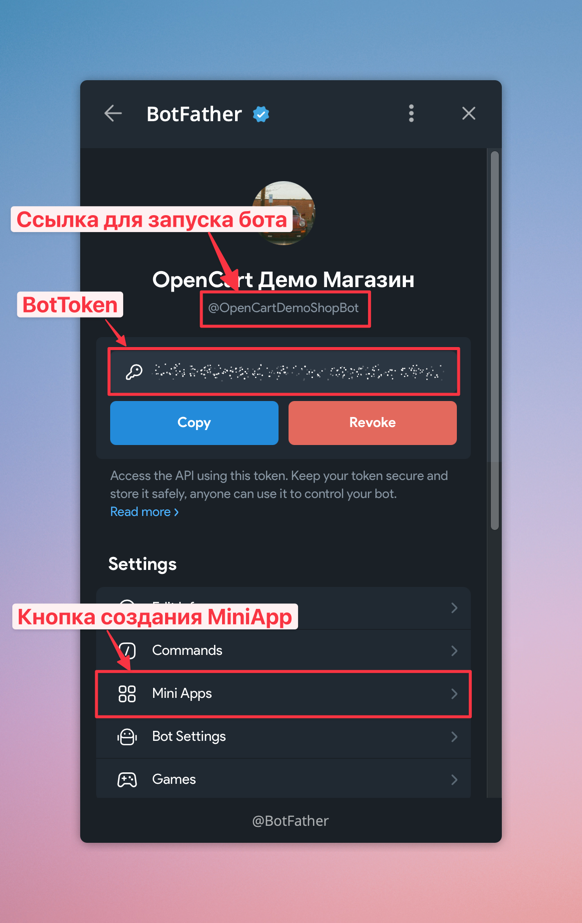 BotFather
Ссылка для запуска бота
OpenCart Демо Магазин
@OpenCartDemoShopBot
BotToken
Copy
Revoke
Access the API using this token. Keep your token secure and
store it safely, anyone can use it to control your bot.
Read more ›
Settings
Кнопка создания MiniApp
Commands
Mini Apps
Bot Settings
Games
@BotFather